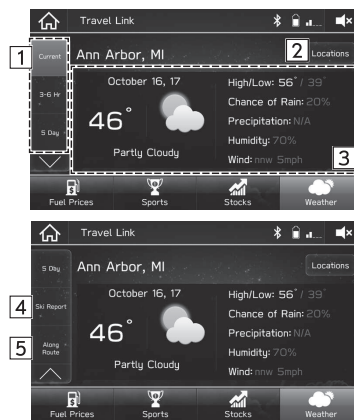 Travel Link
1
Current
3-6 Hr
5 Day
Ann Arbor, MI
2
Locations
October 16, 17
46°
Partly Cloudy
High/Low: 56° / 39°
Chance of Rain: 20%
Precipitation: N/A
Humidity: 70%
Wind: nnw 5mph
3
Fuel Prices
Sports
Stocks
Weather
Travel Link
5 Dby
4
Ski Report
5
Along
Route
Ann Arbor, MI
Locations
October 16, 17
46°
Partly Cloudy
High/Low: 56° / 39°
Chance of Rain: 20%
Precipitation: N/A
Humidity: 70%
Wind: nnw 5mph
Fuel Prices
Sports
Stocks
Weather